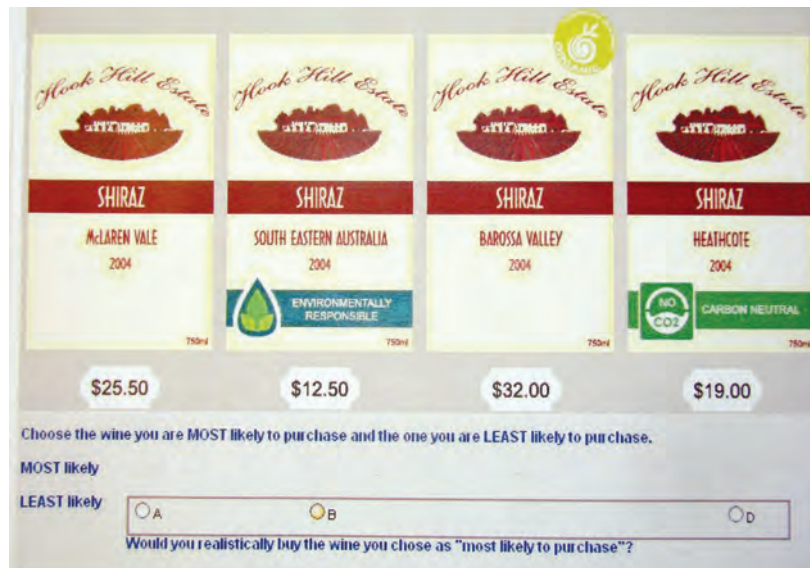 Hook Hill Estate
SHIRAZ
McLAREN VALE
2004
750ml
$25.50
Hook Hill Estate
SHIRAZ
SOUTH EASTERN AUSTRALIA
2004
ENVIRONMENTALLY
RESPONSIBLE
750ml
$12.50
ORGANIC
Hook Hill Estate
SHIRAZ
BAROSSA VALLEY
2004
750ml
$32.00
Hook Hill Estate
SHIRAZ
HEATHCOTE
2004
NO
CO2
CARBON NEUTRAL
750ml
$19.00
Choose the wine you are MOST likely to purchase and the one you are LEAST likely to purchase.
MOST likely
LEAST likely
A
B
D
Would you realistically buy the wine you chose as "most likely to purchase"?